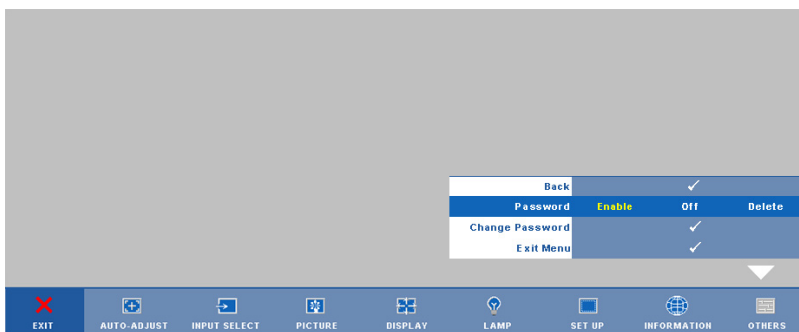 Back
Password Enable Off Delete
Change Password
Exit Menu
EXIT AUTO-ADJUST INPUT SELECT PICTURE DISPLAY LAMP SET UP INFORMATION OTHERS